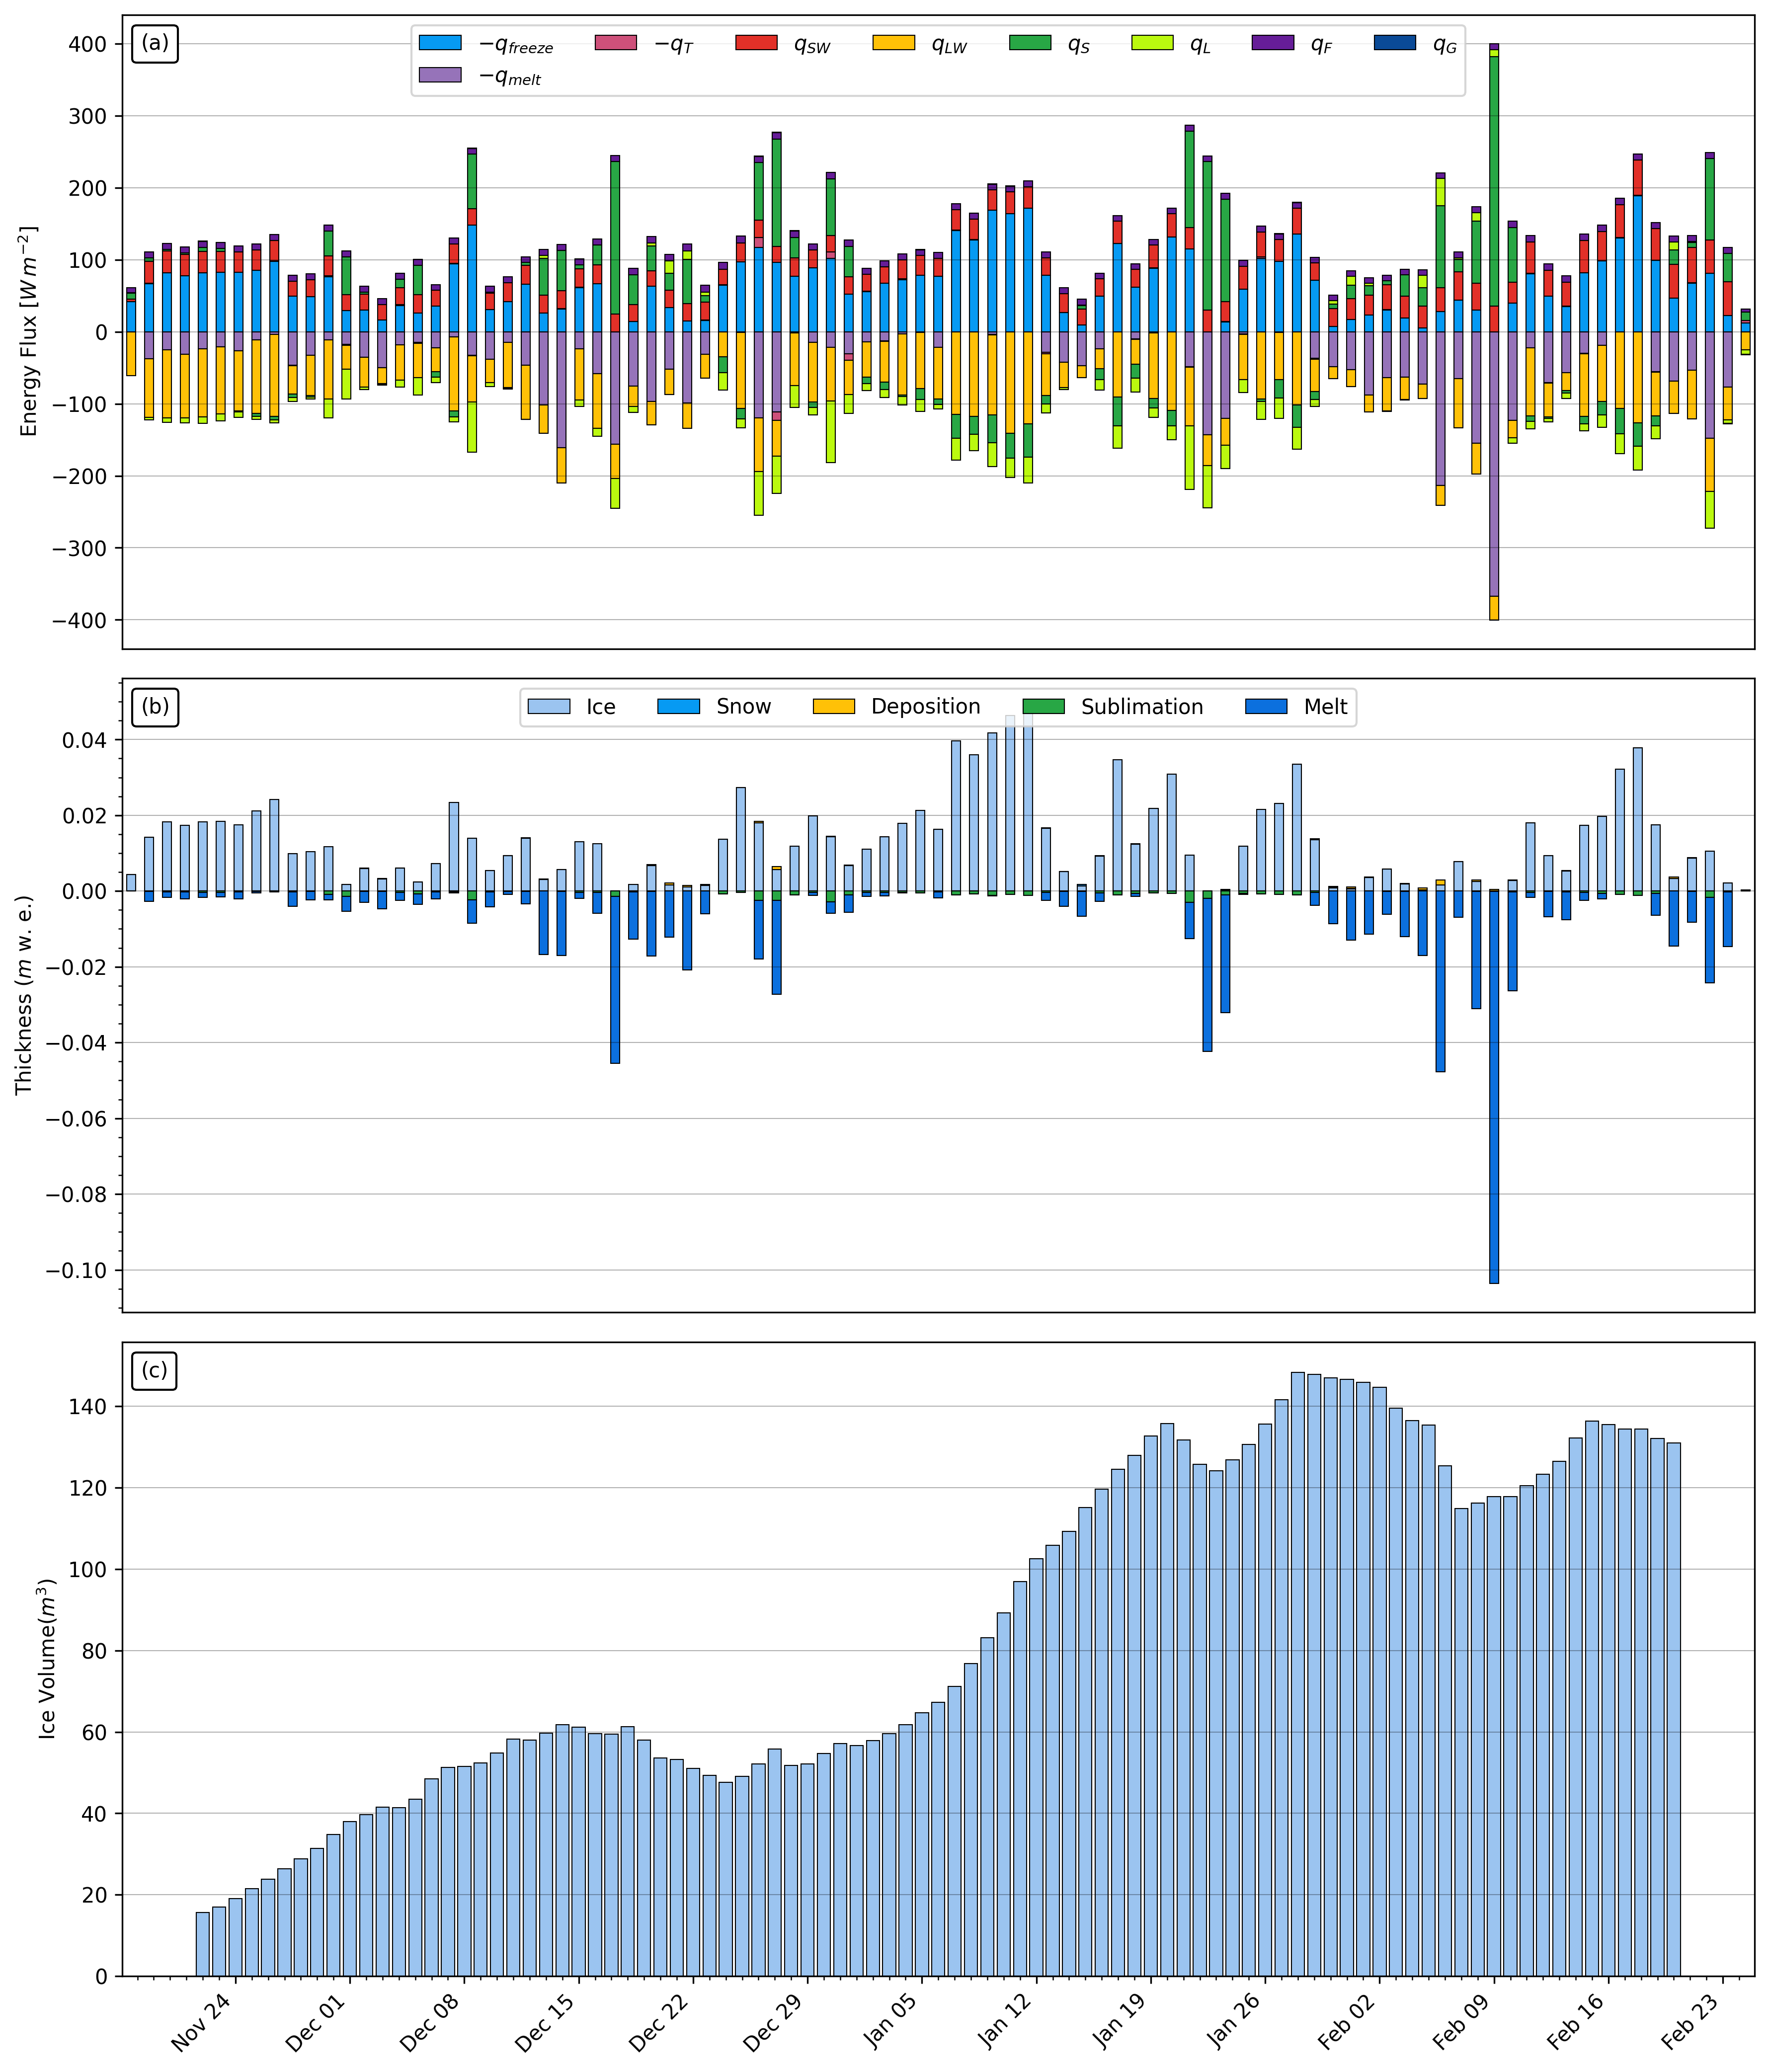 (a)
−q_freeze −q_T q_SW q_LW q_S q_L q_F q_G
−q_melt
400
300
200
100
0
−100
−200
−300
−400
Energy Flux [W m⁻²]
(b)
Ice Snow Deposition Sublimation Melt
0.04
0.02
0.00
−0.02
−0.04
−0.06
−0.08
−0.10
Thickness (m w. e.)
(c)
140
120
100
80
60
40
20
0
Ice Volume(m³)
Nov 24 Dec 01 Dec 08 Dec 15 Dec 22 Dec 29 Jan 05 Jan 12 Jan 19 Jan 26 Feb 02 Feb 09 Feb 16 Feb 23